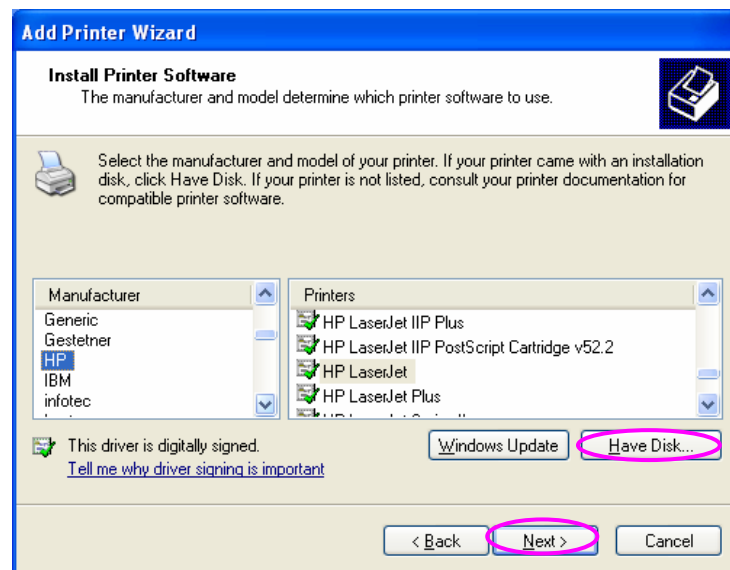 Add Printer Wizard
Install Printer Software
The manufacturer and model determine which printer software to use.
Select the manufacturer and model of your printer. If your printer came with an installation
disk, click Have Disk. If your printer is not listed, consult your printer documentation for
compatible printer software.
Manufacturer
Generic
Gestetner
HP
IBM
infotec
Printers
HP LaserJet IIP Plus
HP LaserJet IIP PostScript Cartridge v52.2
HP LaserJet
HP LaserJet Plus
This driver is digitally signed.
Tell me why driver signing is important
Windows Update
Have Disk...
< Back
Next >
Cancel